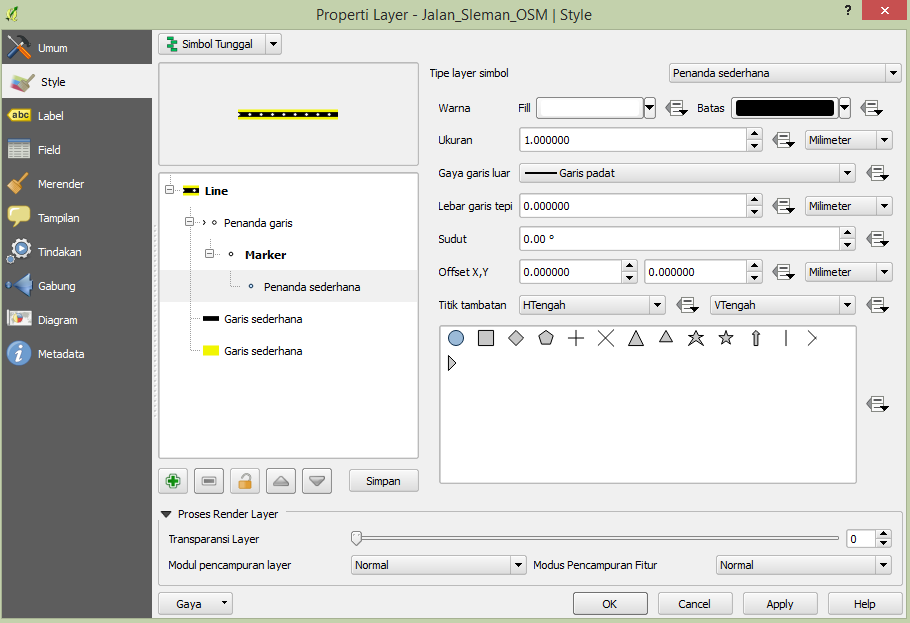 Properti Layer - Jalan_Sleman_OSM | Style
?
Umum
Style
abc Label
Field
Merender
Tampilan
Tindakan
Gabung
Diagram
Metadata
Simbol Tunggal
Line
Penanda garis
Marker
Penanda sederhana
Garis sederhana
Garis sederhana
Simpan
Tipe layer simbol Penanda sederhana
Warna Fill Batas
Ukuran 1.000000 Milimeter
Gaya garis luar Garis padat
Lebar garis tepi 0.000000 Milimeter
Sudut 0.00 °
Offset X,Y 0.000000 0.000000 Milimeter
Titik tambatan HTengah VTengah
Proses Render Layer
Transparansi Layer 0
Modul pencampuran layer Normal Modus Pencampuran Fitur Normal
Gaya OK Cancel Apply Help